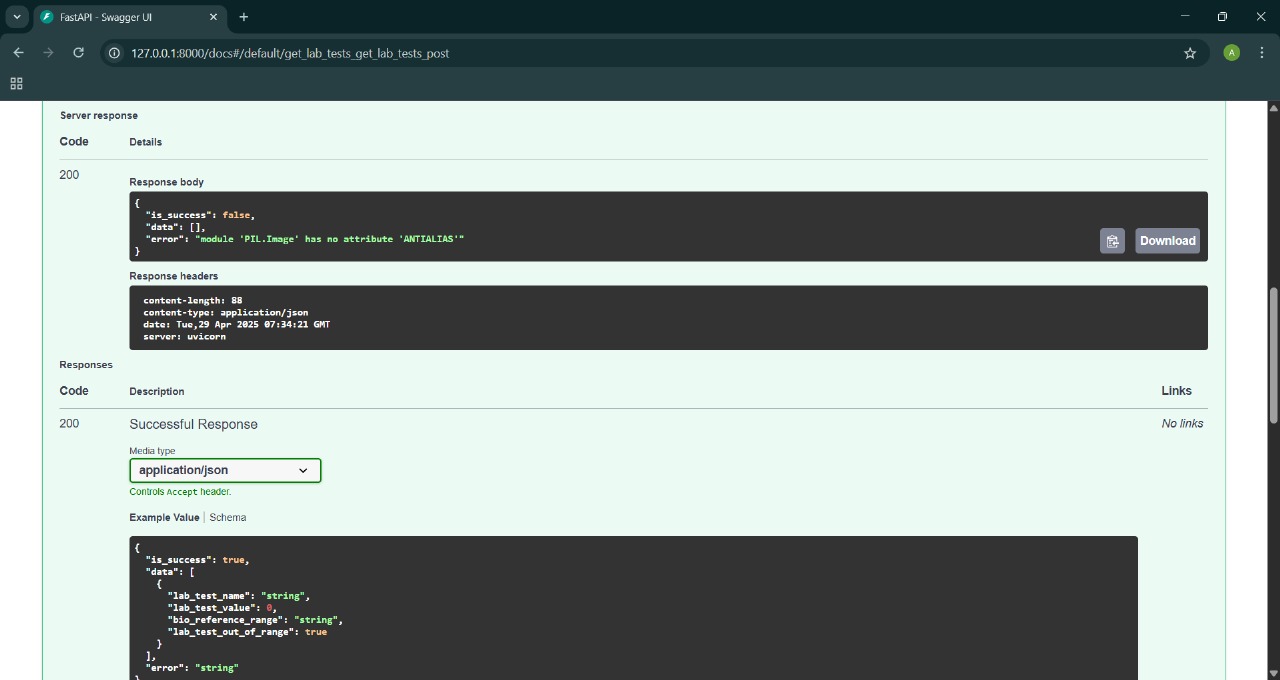 FastAPI - Swagger UI
127.0.0.1:8000/docs#/default/get_lab_tests_get_lab_tests_post
A
Server response
Code Details
200
Response body
{
"is_success": false,
"data": [],
"error": "module 'PIL.Image' has no attribute 'ANTIALIAS'"
}
Download
Response headers
content-length: 88
content-type: application/json
date: Tue,29 Apr 2025 07:34:21 GMT
server: uvicorn
Responses
Code Description Links
200 Successful Response No links
Media type
application/json
Controls Accept header.
Example Value | Schema
{
"is_success": true,
"data": [
{
"lab_test_name": "string",
"lab_test_value": 0,
"bio_reference_range": "string",
"lab_test_out_of_range": true
}
],
"error": "string"
}